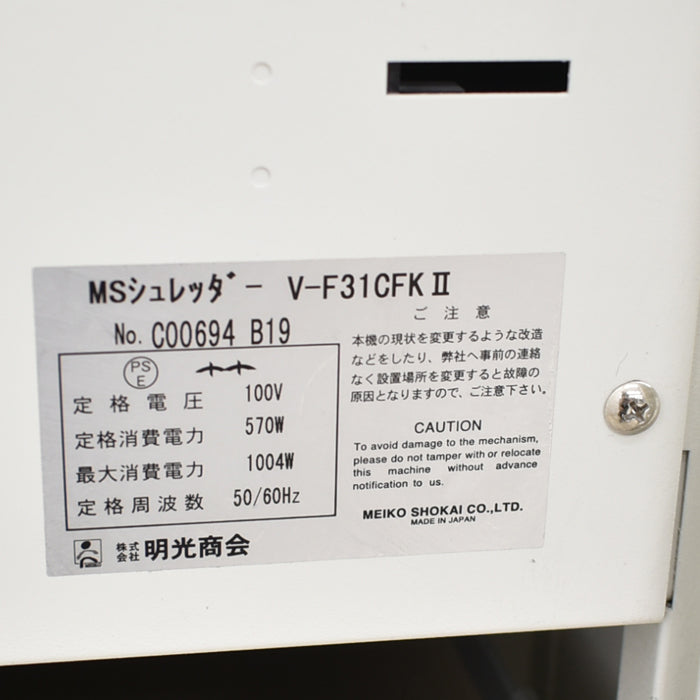 MSシュレッダー V-F31CFKⅡ
No. C00694 B19
PS
E
定格電圧 100V
定格消費電力 570W
最大消費電力 1004W
定格周波数 50/60Hz
株式会社 明光商会
ご注意
本機の現状を変更するような改造
などをしたり、弊社へ事前の連絡
なく設置場所を変更すると故障の
原因となりますので、ご注意下さい。
CAUTION
To avoid damage to the mechanism,
please do not tamper with or relocate
this machine without advance
notification to us.
MEIKO SHOKAI CO.,LTD.
MADE IN JAPAN